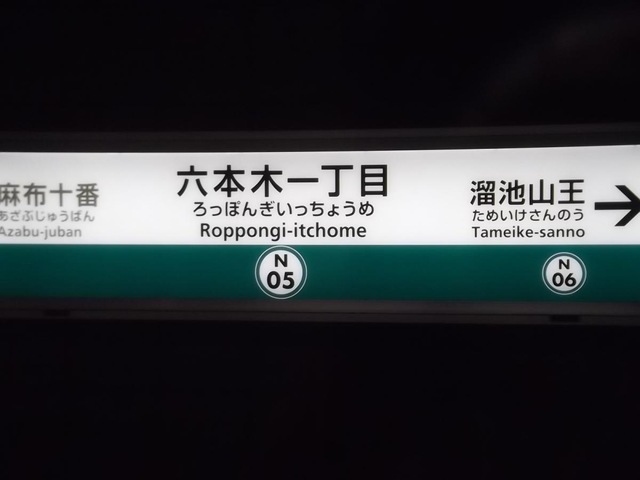 麻布十番
あざぶじゅうばん
Azabu-juban
六本木一丁目
ろっぽんぎいっちょうめ
Roppongi-itchome
N
05
溜池山王
ためいけさんのう
Tameike-sanno
N
06